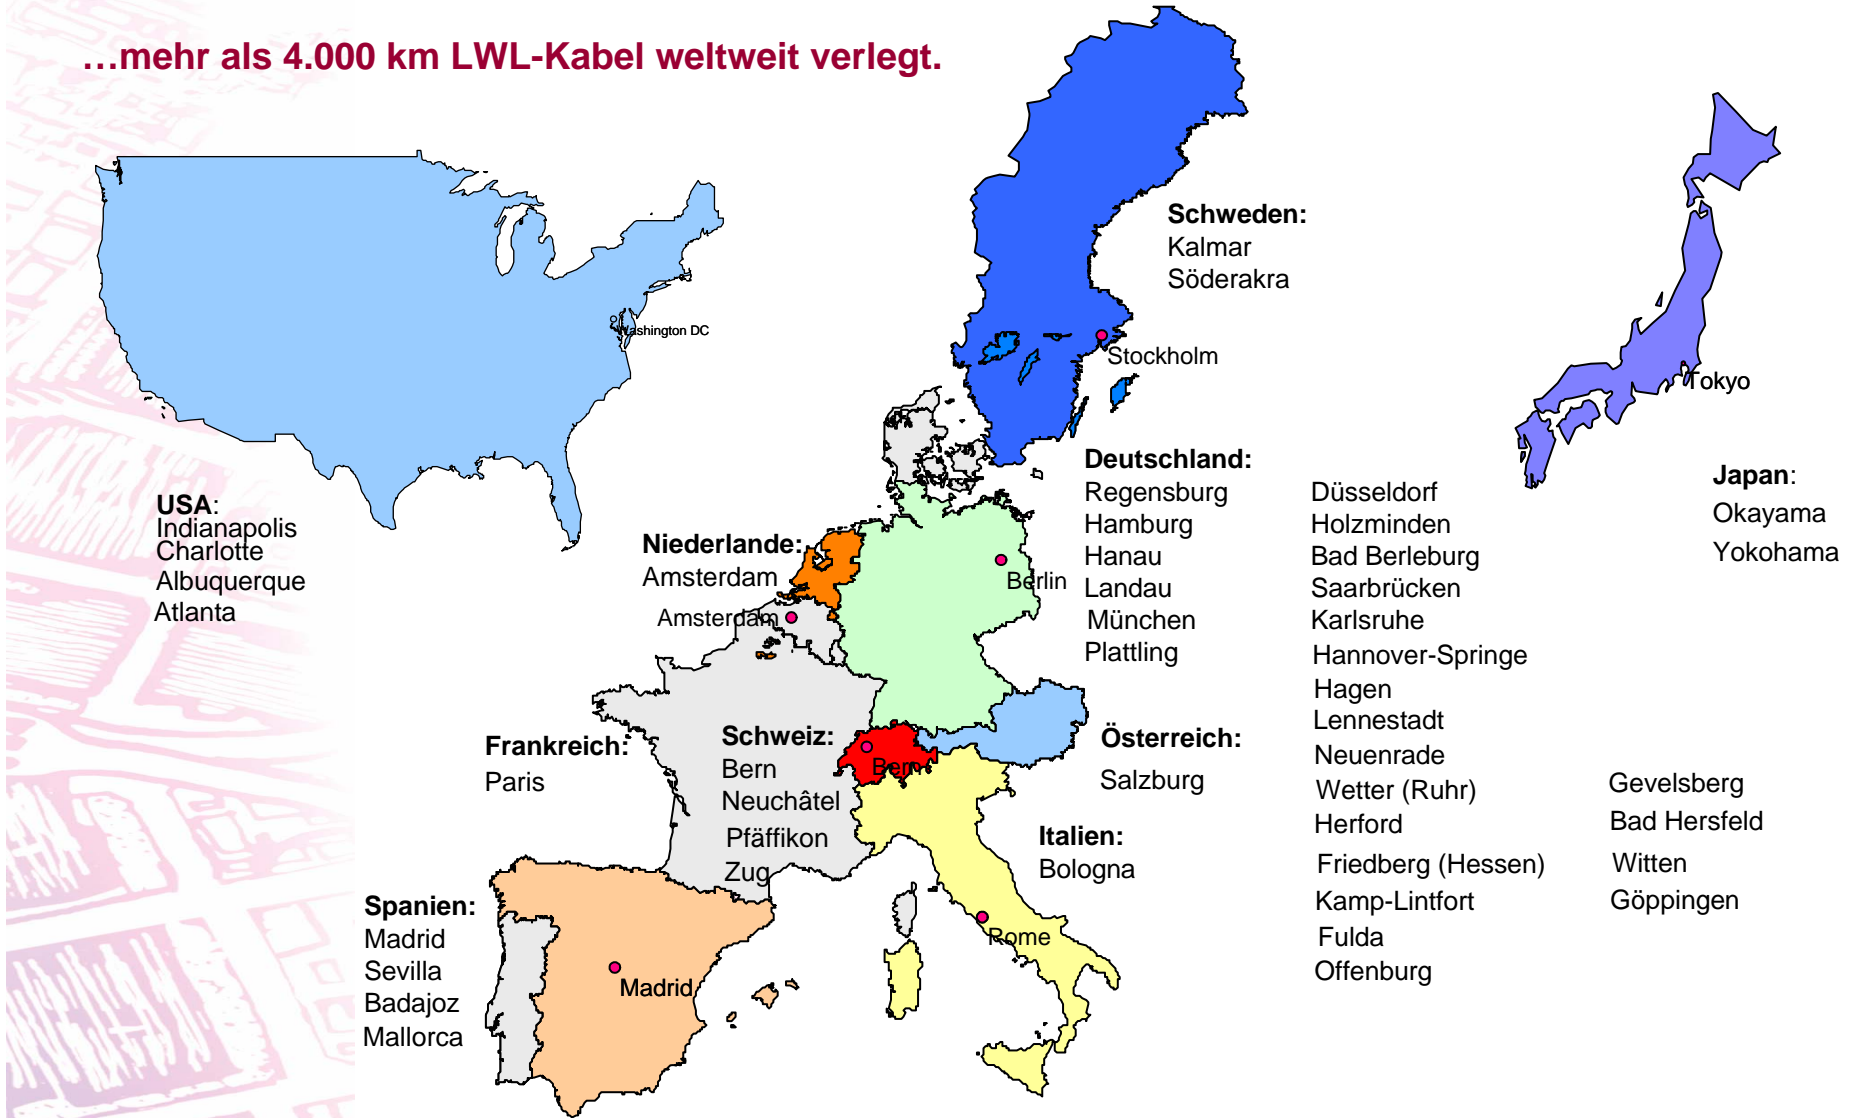 …mehr als 4.000 km LWL-Kabel weltweit verlegt.
Washington DC
USA:
Indianapolis
Charlotte
Albuquerque
Atlanta
Schweden:
Kalmar
Söderakra
Stockholm
Tokyo
Japan:
Okayama
Yokohama
Niederlande:
Amsterdam
Amsterdam
Berlin
Deutschland:
Regensburg
Hamburg
Hanau
Landau
München
Plattling
Düsseldorf
Holzminden
Bad Berleburg
Saarbrücken
Karlsruhe
Hannover-Springe
Hagen
Lennestadt
Neuenrade
Wetter (Ruhr)
Herford
Friedberg (Hessen)
Kamp-Lintfort
Fulda
Offenburg
Gevelsberg
Bad Hersfeld
Witten
Göppingen
Frankreich:
Paris
Schweiz:
Bern
Neuchâtel
Pfäffikon
Zug
Bern
Österreich:
Salzburg
Italien:
Bologna
Rome
Spanien:
Madrid
Sevilla
Badajoz
Mallorca
Madrid